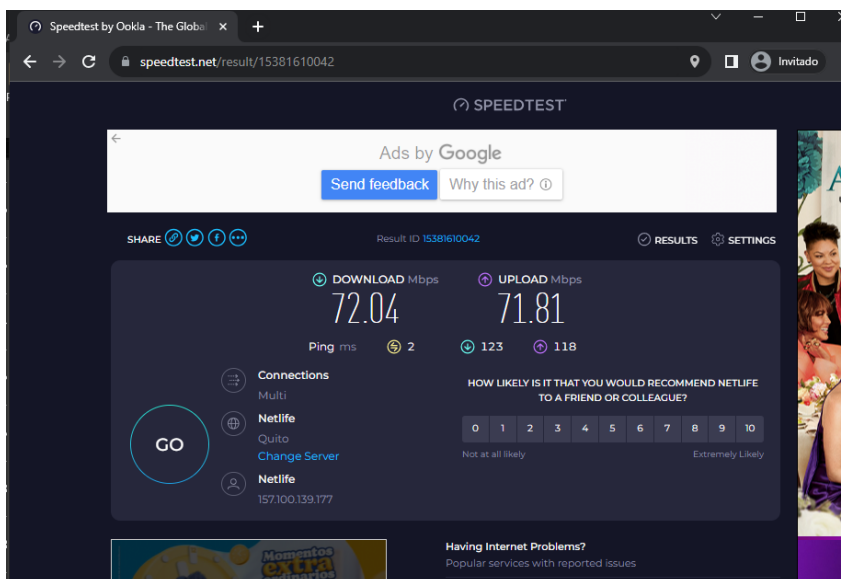 Speedtest by Ookla - The Global
speedtest.net/result/15381610042
Invitado
SPEEDTEST
Ads by Google
Send feedback
Why this ad?
SHARE
Result ID 15381610042
RESULTS
SETTINGS
DOWNLOAD Mbps
72.04
UPLOAD Mbps
71.81
Ping ms 2 123 118
Connections
Multi
Netlife
Quito
Change Server
Netlife
157.100.139.177
GO
HOW LIKELY IS IT THAT YOU WOULD RECOMMEND NETLIFE
TO A FRIEND OR COLLEAGUE?
0 1 2 3 4 5 6 7 8 9 10
Not at all likely
Extremely Likely
Momentos
extra
ordinarios
Having Internet Problems?
Popular services with reported issues
A